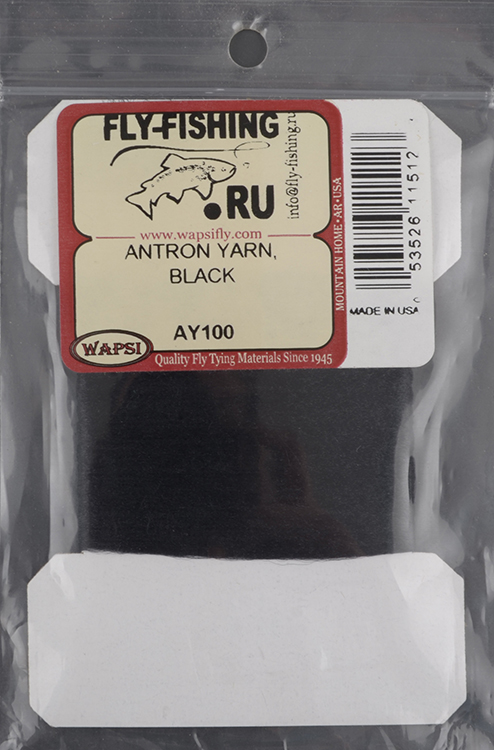 FLY-FISHING
.RU
info@fly-fishing.ru
www.wapsifly.com
ANTRON YARN,
BLACK
AY100
WAPSI
Quality Fly Tying Materials Since 1945
MOUNTAIN HOME • AR • USA
53526 11512
MADE IN USA